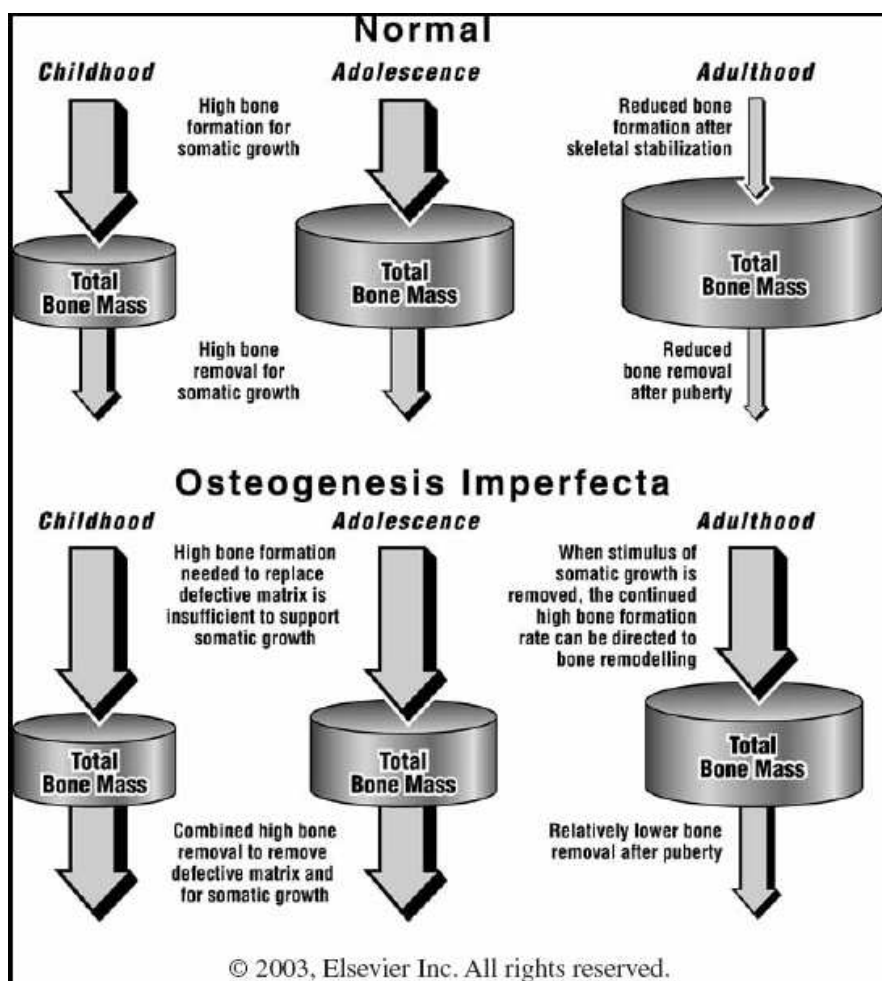 Normal
Childhood
Adolescence
Adulthood
High bone
formation for
somatic growth
Reduced bone
formation after
skeletal stabilization
Total
Bone Mass
Total
Bone Mass
Total
Bone Mass
High bone
removal for
somatic growth
Reduced
bone removal
after puberty
Osteogenesis Imperfecta
Childhood
Adolescence
Adulthood
High bone formation
needed to replace
defective matrix is
insufficient to support
somatic growth
When stimulus of
somatic growth is
removed, the continued
high bone formation
rate can be directed to
bone remodelling
Total
Bone Mass
Total
Bone Mass
Total
Bone Mass
Combined high bone
removal to remove
defective matrix and
for somatic growth
Relatively lower bone
removal after puberty
© 2003, Elsevier Inc. All rights reserved.